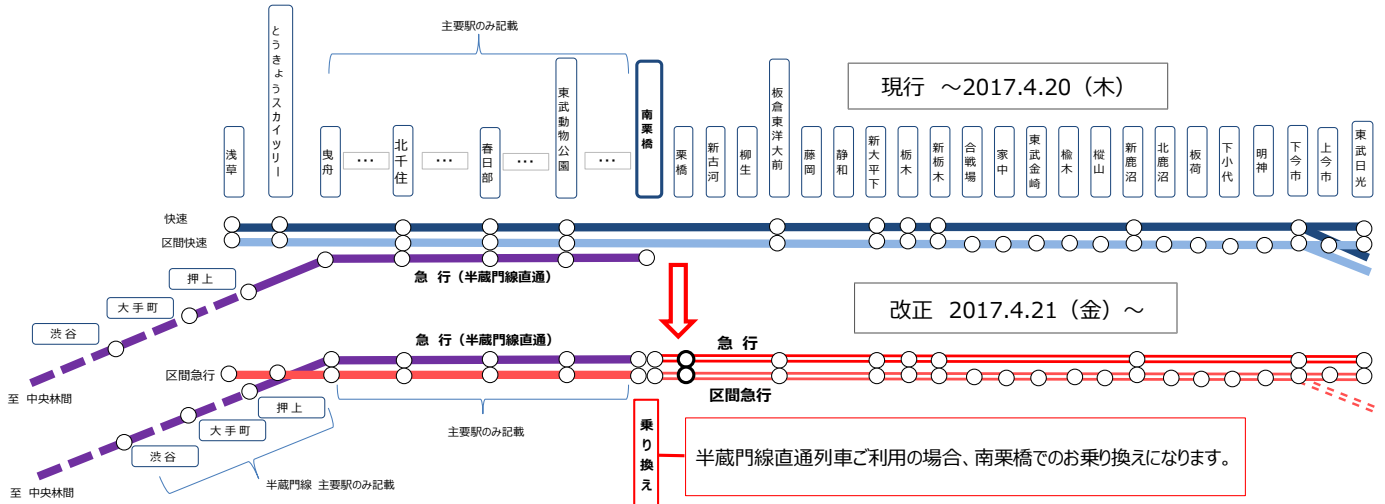 主要駅のみ記載
浅草
とうきょうスカイツリー
曳舟
…
北千住
…
春日部
…
東武動物公園
…
南栗橋
栗橋
新古河
柳生
板倉東洋大前
藤岡
静和
新大平下
栃木
新栃木
合戦場
家中
東武金崎
楡木
樅山
新鹿沼
北鹿沼
板荷
下小代
明神
下今市
上今市
東武日光
現行 ～2017.4.20（木）
快速
区間快速
急 行（半蔵門線直通）
押上
大手町
渋谷
至 中央林間
改正 2017.4.21（金）～
急 行（半蔵門線直通）
急 行
区間急行
区間急行
押上
大手町
渋谷
至 中央林間
半蔵門線 主要駅のみ記載
主要駅のみ記載
乗り換え
半蔵門線直通列車ご利用の場合、南栗橋でのお乗り換えになります。